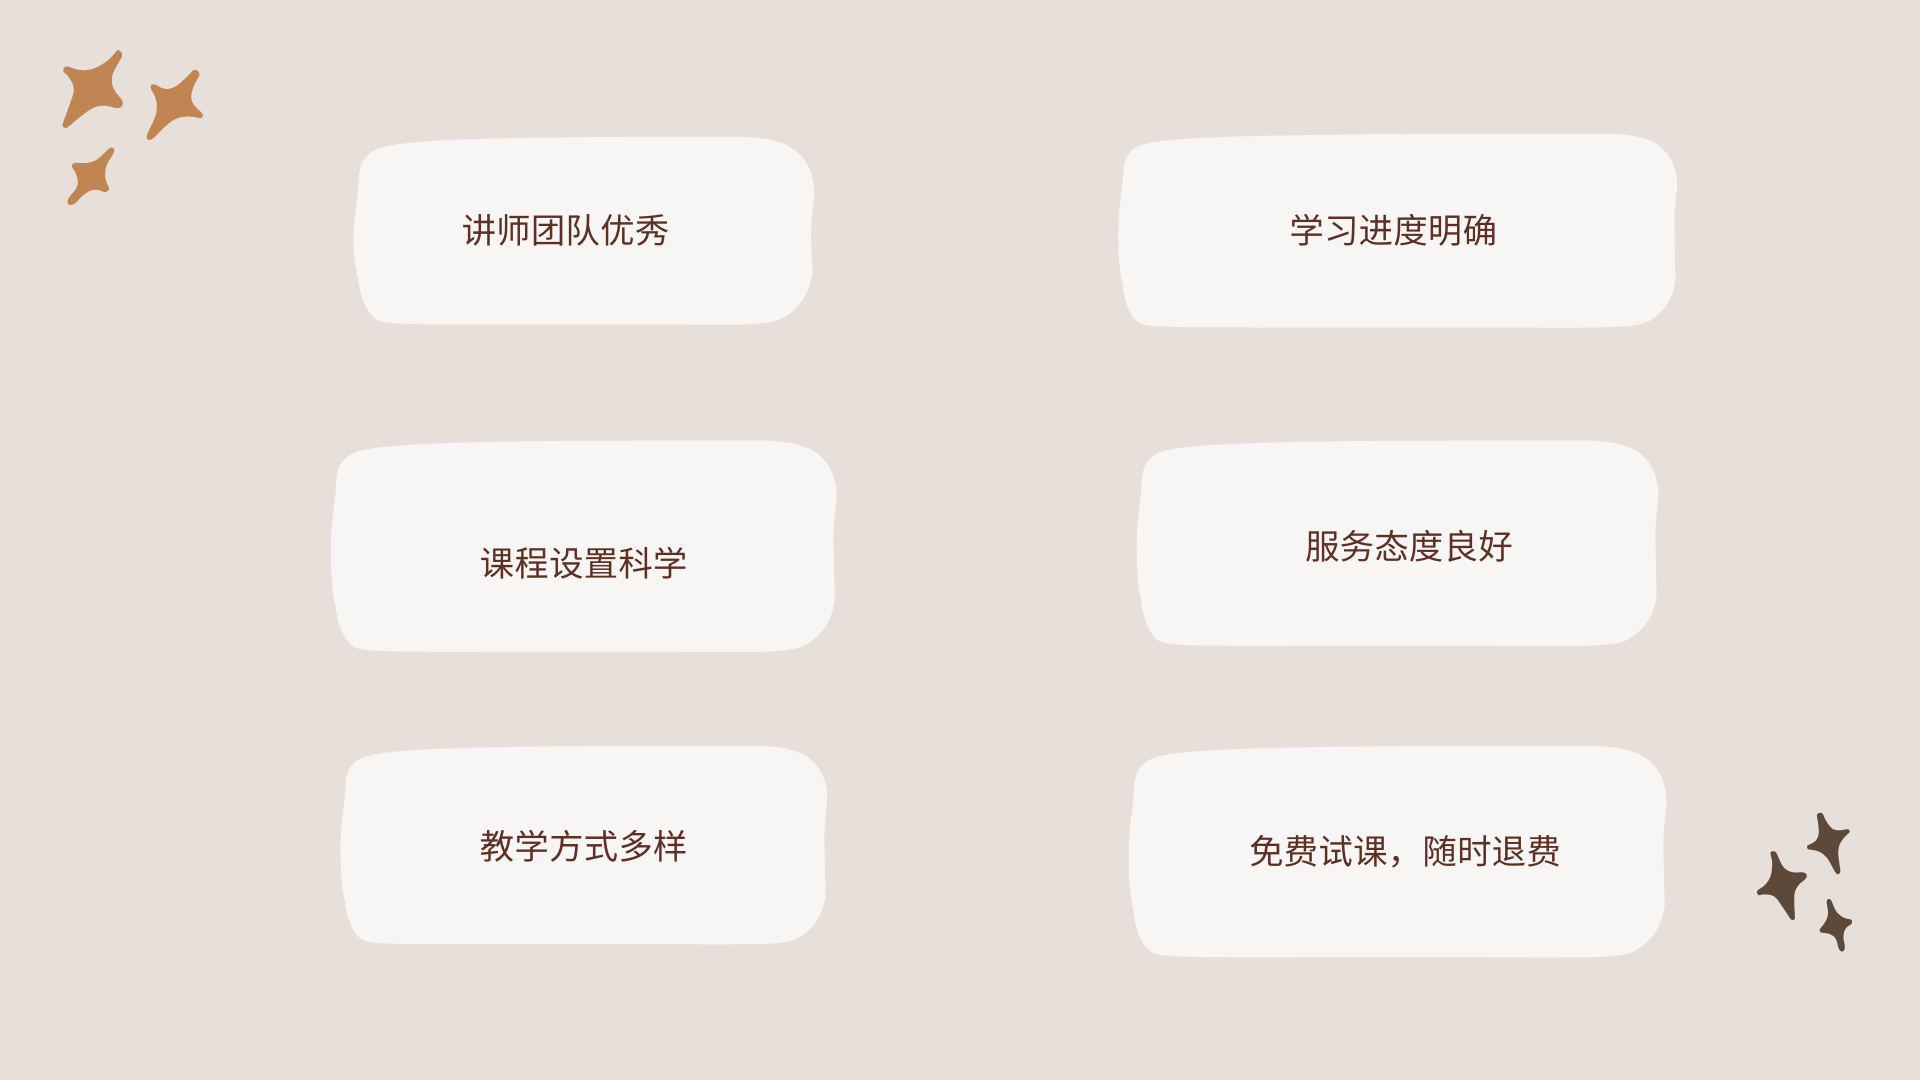 讲师团队优秀
学习进度明确
课程设置科学
服务态度良好
教学方式多样
免费试课，随时退费